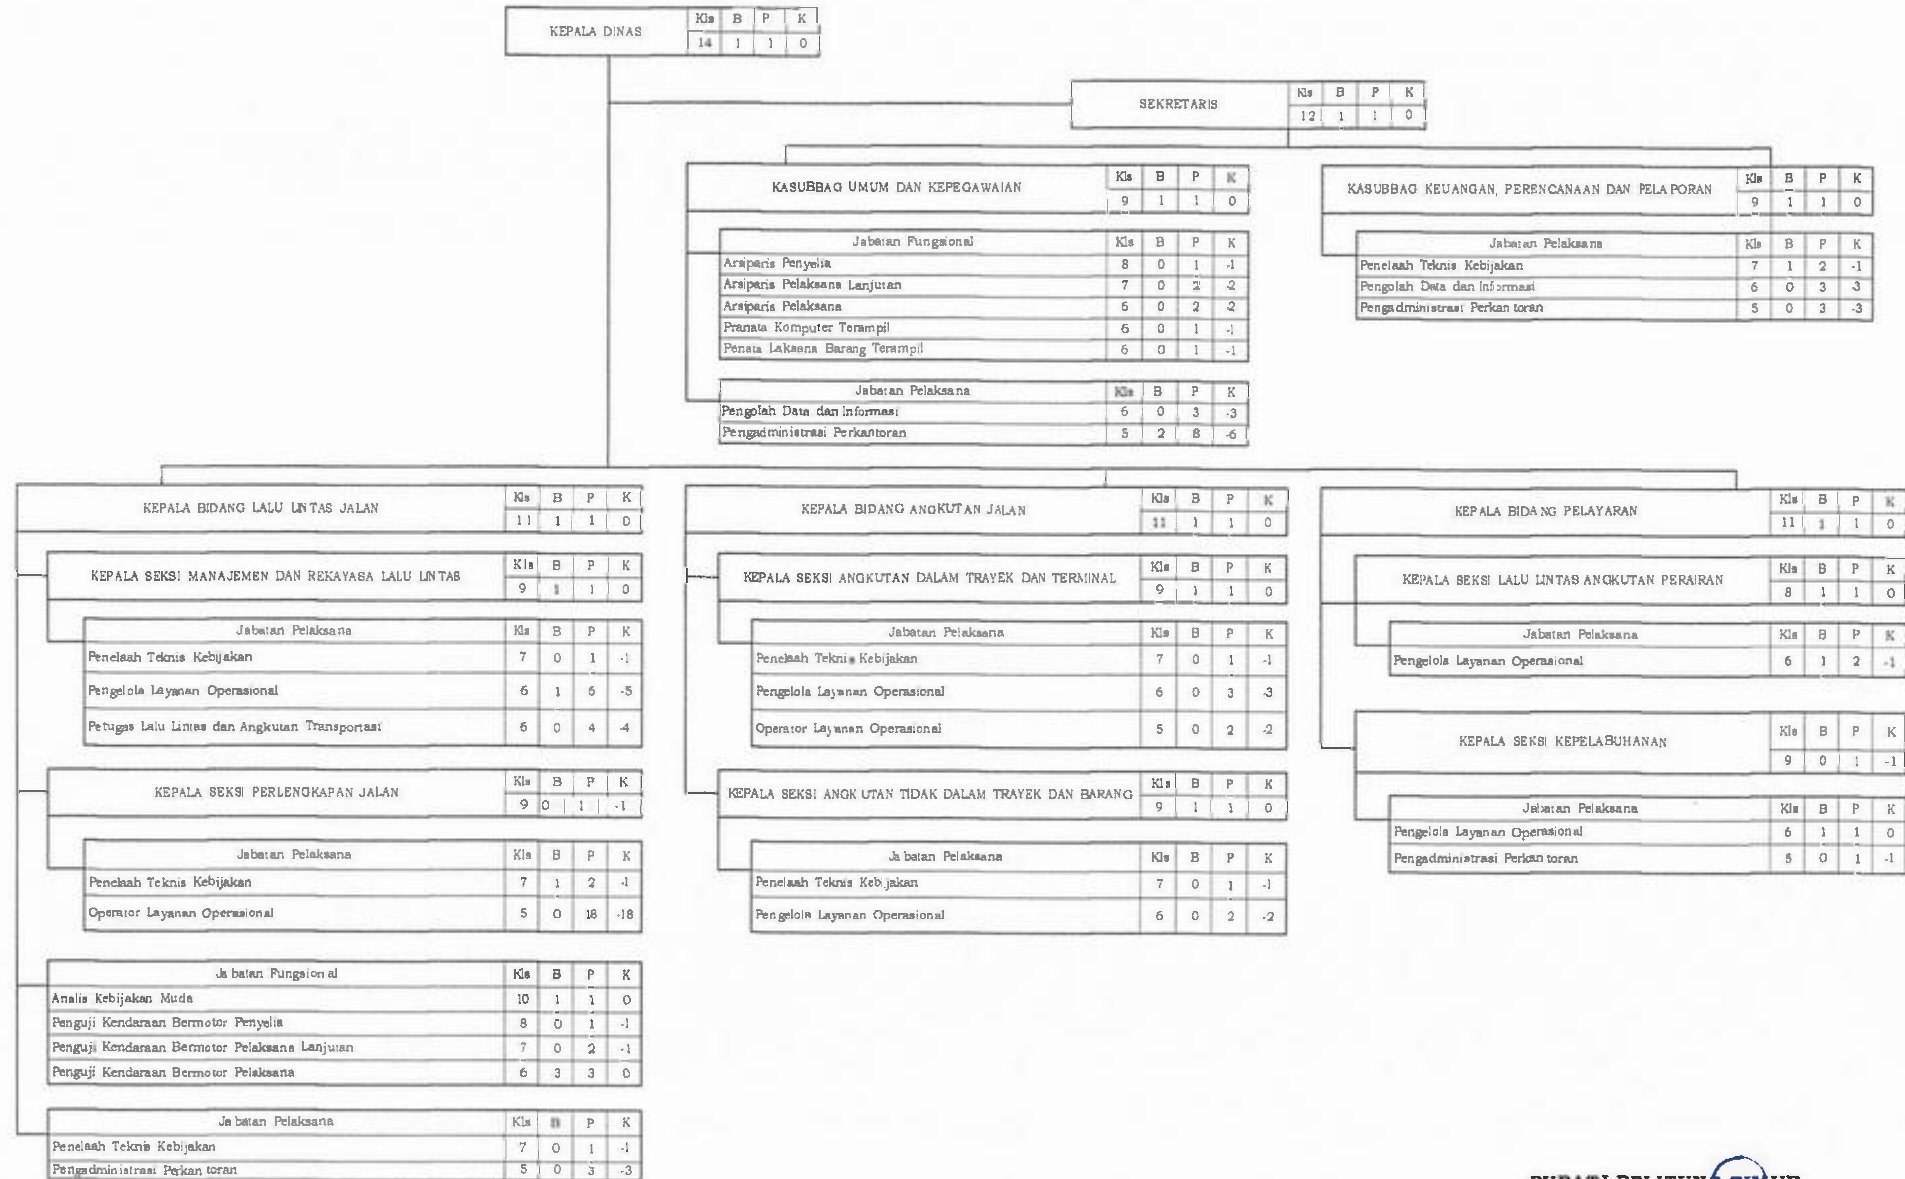 KEPALA DINAS Kls B P K
14 1 1 0
SEKRETARIS Kls B P K
12 1 1 0
KASUBBAG UMUM DAN KEPEGAWAIAN Kls B P K
9 1 1 0
Jabatan Fungsional Kls B P K
Arsiparis Penyelia 8 0 1 -1
Arsiparis Pelaksana Lanjutan 7 0 2 -2
Arsiparis Pelaksana 6 0 2 -2
Pranata Komputer Terampil 6 0 1 -1
Penata Laksana Barang Terampil 6 0 1 -1
Jabatan Pelaksana Kls B P K
Pengolah Data dan Informasi 6 0 3 -3
Pengadministrasi Perkantoran 5 2 8 -6
KASUBBAG KEUANGAN, PERENCANAAN DAN PELAPORAN Kls B P K
9 1 1 0
Jabatan Pelaksana Kls B P K
Penelaah Teknis Kebijakan 7 1 2 -1
Pengolah Data dan Informasi 6 0 3 -3
Pengadministrasi Perkantoran 5 0 3 -3
KEPALA BIDANG LALU LINTAS JALAN Kls B P K
11 1 1 0
KEPALA SEKSI MANAJEMEN DAN REKAYASA LALU LINTAS Kls B P K
9 1 1 0
Jabatan Pelaksana Kls B P K
Penelaah Teknis Kebijakan 7 0 1 -1
Pengelola Layanan Operasional 6 1 6 -5
Petugas Lalu Lintas dan Angkutan Transportasi 6 0 4 -4
KEPALA SEKSI PERLENGKAPAN JALAN Kls B P K
9 0 1 -1
Jabatan Pelaksana Kls B P K
Penelaah Teknis Kebijakan 7 1 2 -1
Operator Layanan Operasional 5 0 18 -18
Jabatan Fungsional Kls B P K
Analis Kebijakan Muda 10 1 1 0
Penguji Kendaraan Bermotor Penyelia 8 0 1 -1
Penguji Kendaraan Bermotor Pelaksana Lanjutan 7 0 2 -1
Penguji Kendaraan Bermotor Pelaksana 6 3 3 0
Jabatan Pelaksana Kls B P K
Penelaah Teknis Kebijakan 7 0 1 -1
Pengadministrasi Perkantoran 5 0 3 -3
KEPALA BIDANG ANGKUTAN JALAN Kls B P K
11 1 1 0
KEPALA SEKSI ANGKUTAN DALAM TRAYEK DAN TERMINAL Kls B P K
9 1 1 0
Jabatan Pelaksana Kls B P K
Penelaah Teknis Kebijakan 7 0 1 -1
Pengelola Layanan Operasional 6 0 3 -3
Operator Layanan Operasional 5 0 2 -2
KEPALA SEKSI ANGKUTAN TIDAK DALAM TRAYEK DAN BARANG Kls B P K
9 1 1 0
Jabatan Pelaksana Kls B P K
Penelaah Teknis Kebijakan 7 0 1 -1
Pengelola Layanan Operasional 6 0 2 -2
KEPALA BIDANG PELAYARAN Kls B P K
11 1 1 0
KEPALA SEKSI LALU LINTAS ANGKUTAN PERAIRAN Kls B P K
8 1 1 0
Jabatan Pelaksana Kls B P K
Pengelola Layanan Operasional 6 1 2 -1
KEPALA SEKSI KEPELABUHANAN Kls B P K
9 0 1 -1
Jabatan Pelaksana Kls B P K
Pengelola Layanan Operasional 6 1 1 0
Pengadministrasi Perkantoran 5 0 1 -1